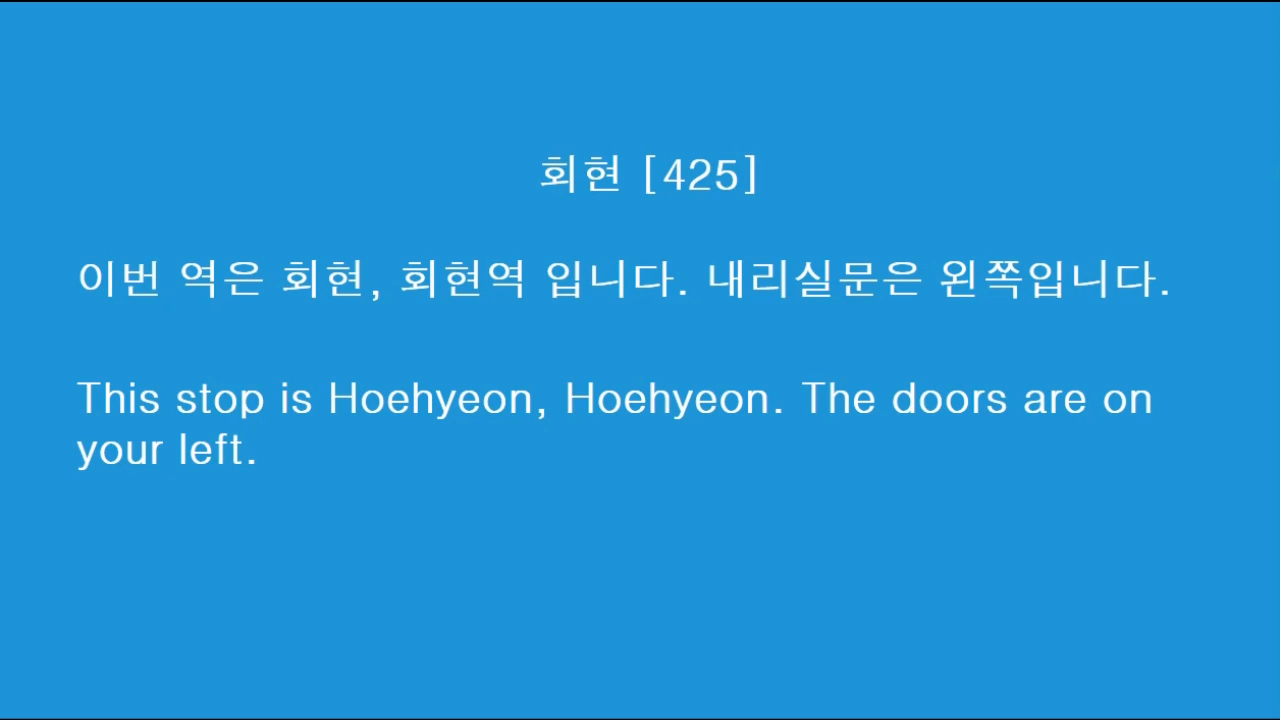 회현 [425]
이번 역은 회현, 회현역 입니다. 내리실문은 왼쪽입니다.
This stop is Hoehyeon, Hoehyeon. The doors are on
your left.